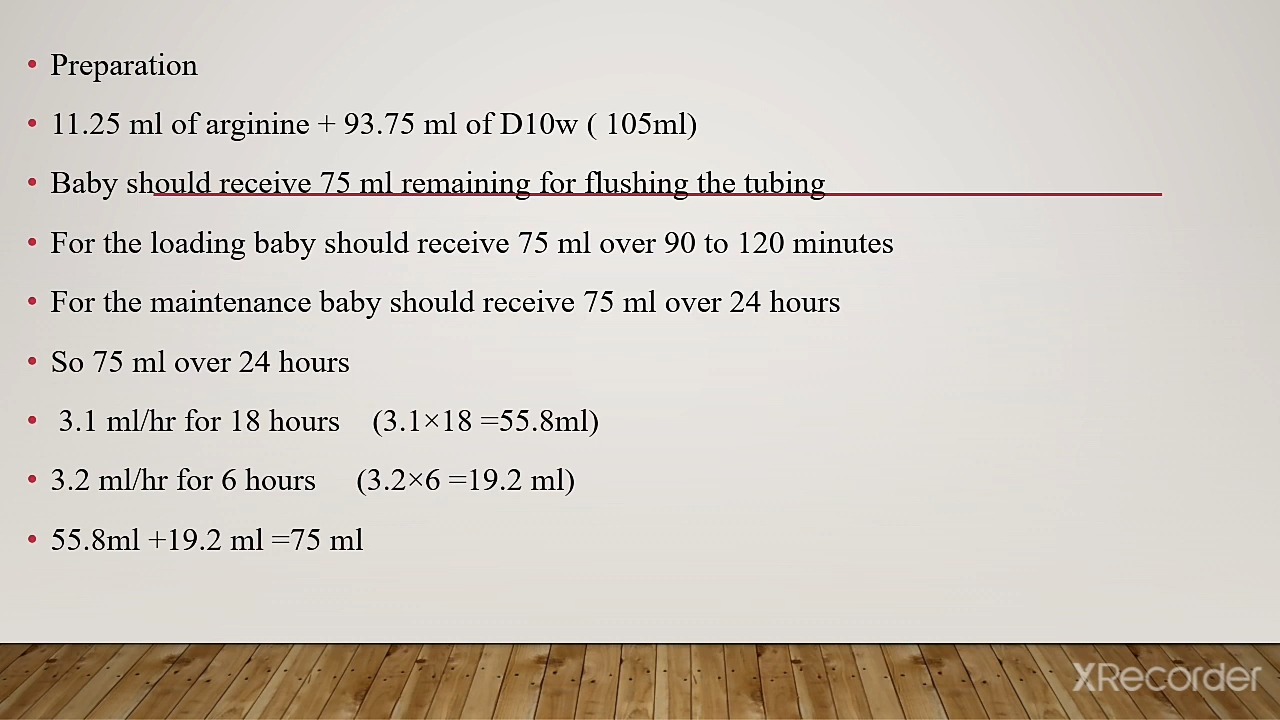 • Preparation
• 11.25 ml of arginine + 93.75 ml of D10w ( 105ml)
• Baby should receive 75 ml remaining for flushing the tubing
• For the loading baby should receive 75 ml over 90 to 120 minutes
• For the maintenance baby should receive 75 ml over 24 hours
• So 75 ml over 24 hours
• 3.1 ml/hr for 18 hours (3.1×18 =55.8ml)
• 3.2 ml/hr for 6 hours (3.2×6 =19.2 ml)
• 55.8ml +19.2 ml =75 ml
XRecorder